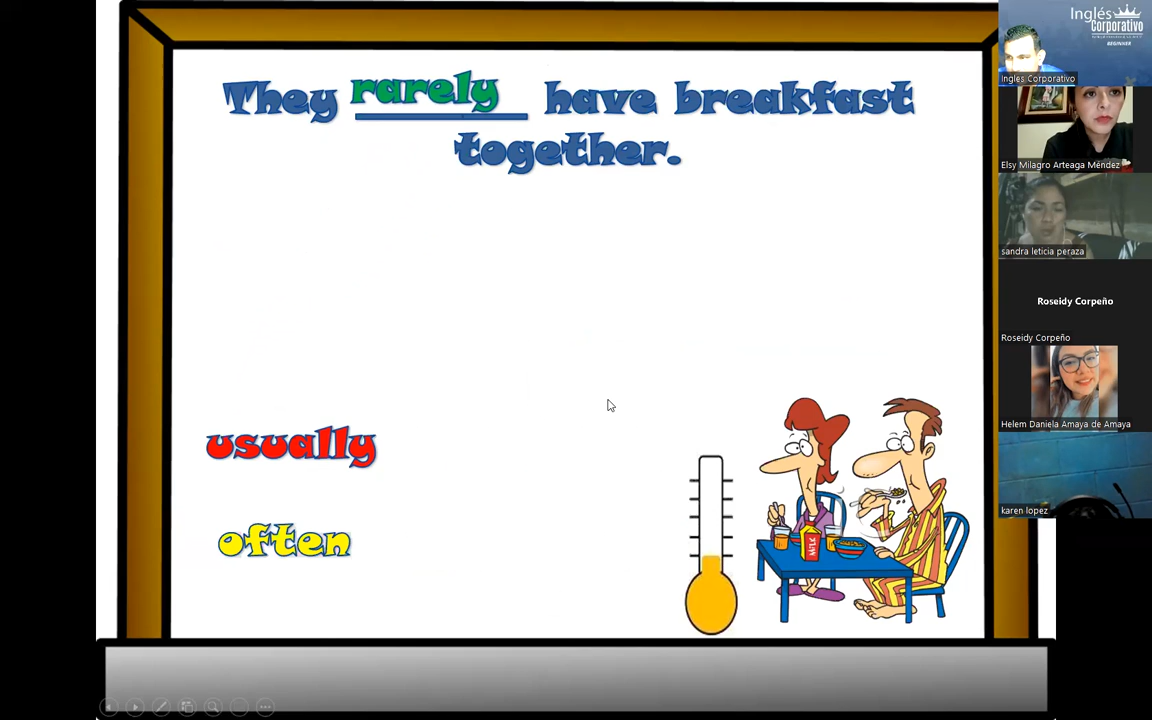 They rarely have breakfast
together.
usually
often
MILK
Inglés
Corporativo
BEGINNER
Ingles Corporativo
Elsy Milagro Arteaga Méndez
sandra leticia peraza
Roseidy Corpeño
Roseidy Corpeño
Helem Daniela Amaya de Amaya
karen lopez